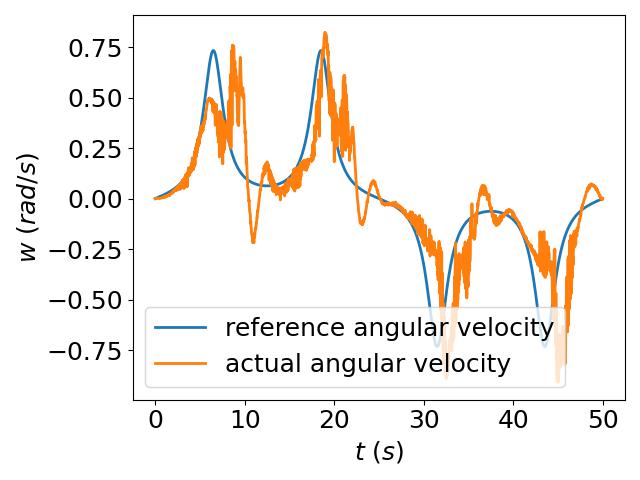 0.75
0.50
0.25
0.00
−0.25
−0.50
−0.75
w (rad/s)
reference angular velocity
actual angular velocity
0 10 20 30 40 50
t (s)